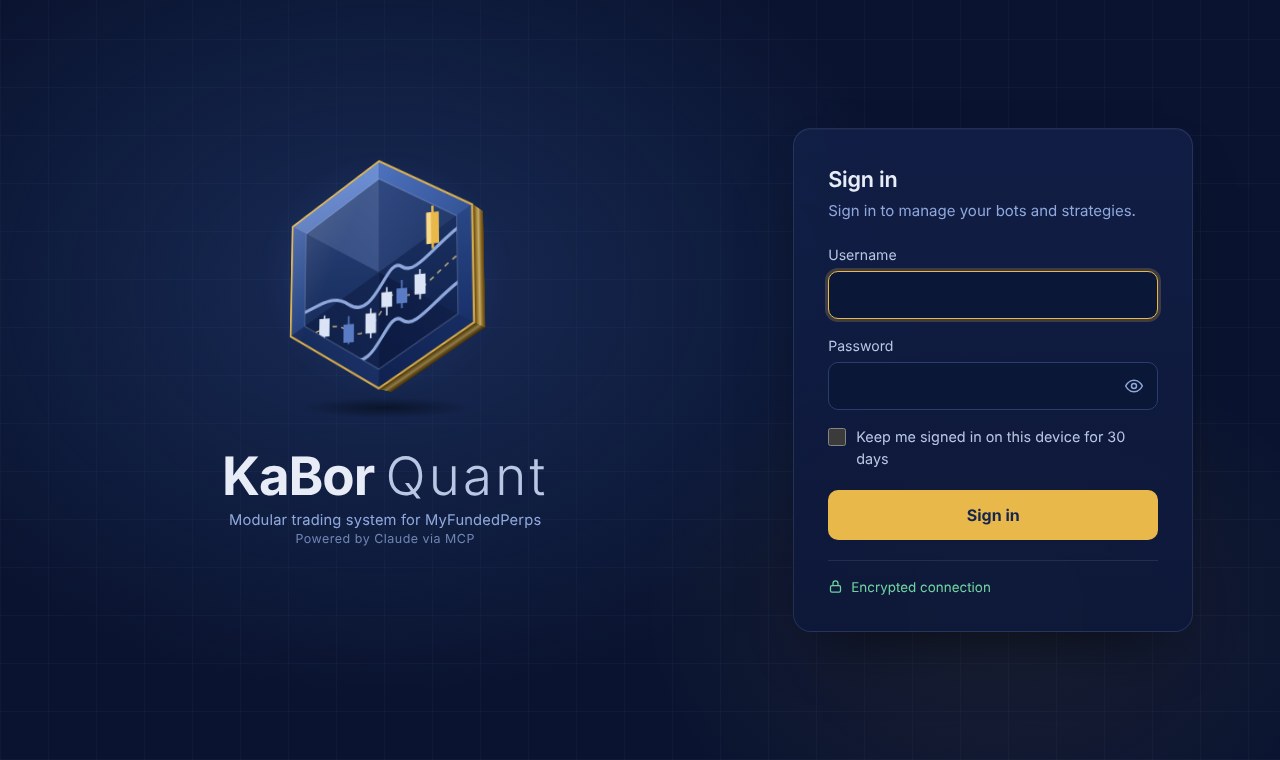 KaBor Quant
Modular trading system for MyFundedPerps
Powered by Claude via MCP
Sign in
Sign in to manage your bots and strategies.
Username
Password
Keep me signed in on this device for 30
days
Sign in
Encrypted connection